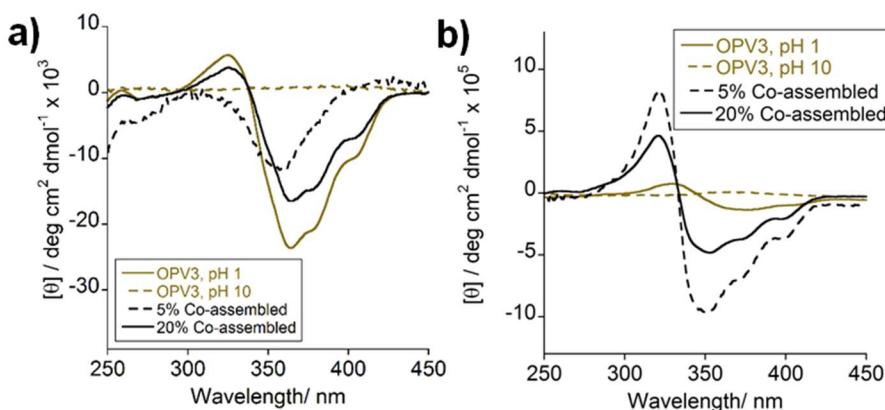 a)
[θ] / deg cm² dmol⁻¹ x 10³
10
0
-10
-20
-30
OPV3, pH 1
OPV3, pH 10
5% Co-assembled
20% Co-assembled
250 300 350 400 450
Wavelength/ nm
b)
[θ] / deg cm² dmol⁻¹ x 10⁵
10
5
0
-5
-10
OPV3, pH 1
OPV3, pH 10
5% Co-assembled
20% Co-assembled
250 300 350 400 450
Wavelength/ nm